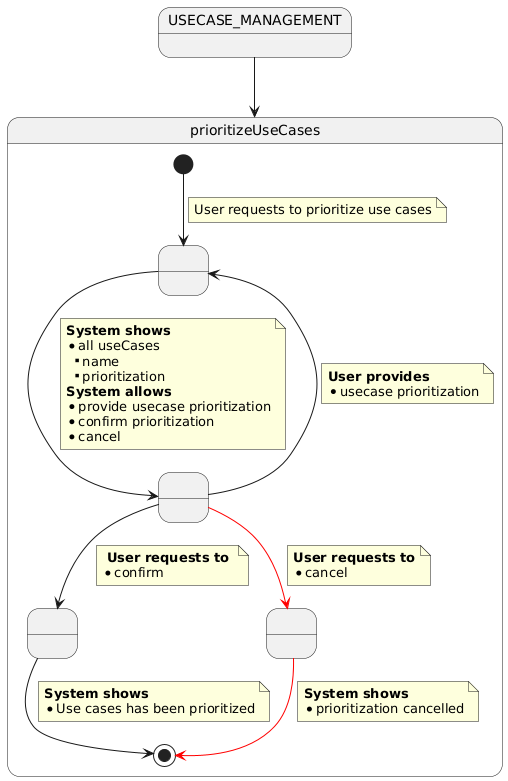 USECASE_MANAGEMENT
prioritizeUseCases
User requests to prioritize use cases
System shows
• all useCases
▪ name
▪ prioritization
System allows
• provide usecase prioritization
• confirm prioritization
• cancel
User provides
• usecase prioritization
User requests to
• confirm
User requests to
• cancel
System shows
• Use cases has been prioritized
System shows
• prioritization cancelled